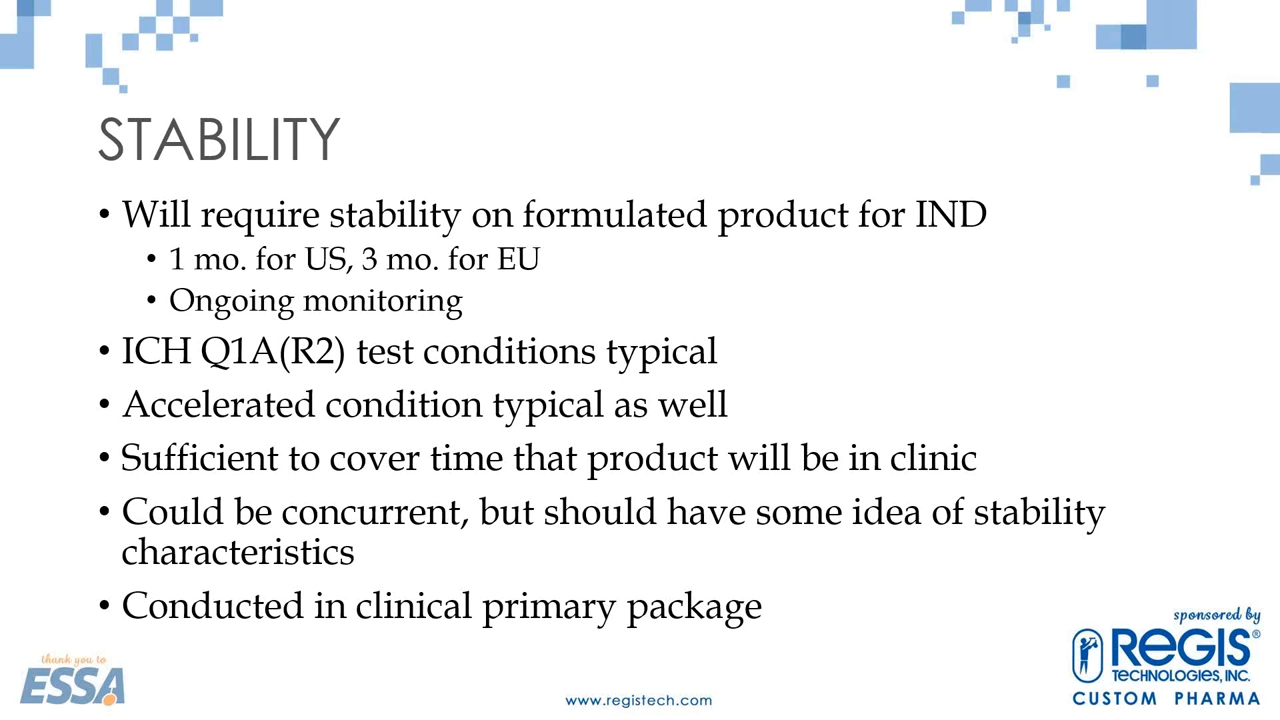 STABILITY
• Will require stability on formulated product for IND
• 1 mo. for US, 3 mo. for EU
• Ongoing monitoring
• ICH Q1A(R2) test conditions typical
• Accelerated condition typical as well
• Sufficient to cover time that product will be in clinic
• Could be concurrent, but should have some idea of stability
characteristics
• Conducted in clinical primary package
thank you to
ESSA
www.registech.com
sponsored by
REGIS®
TECHNOLOGIES, INC.
CUSTOM PHARMA